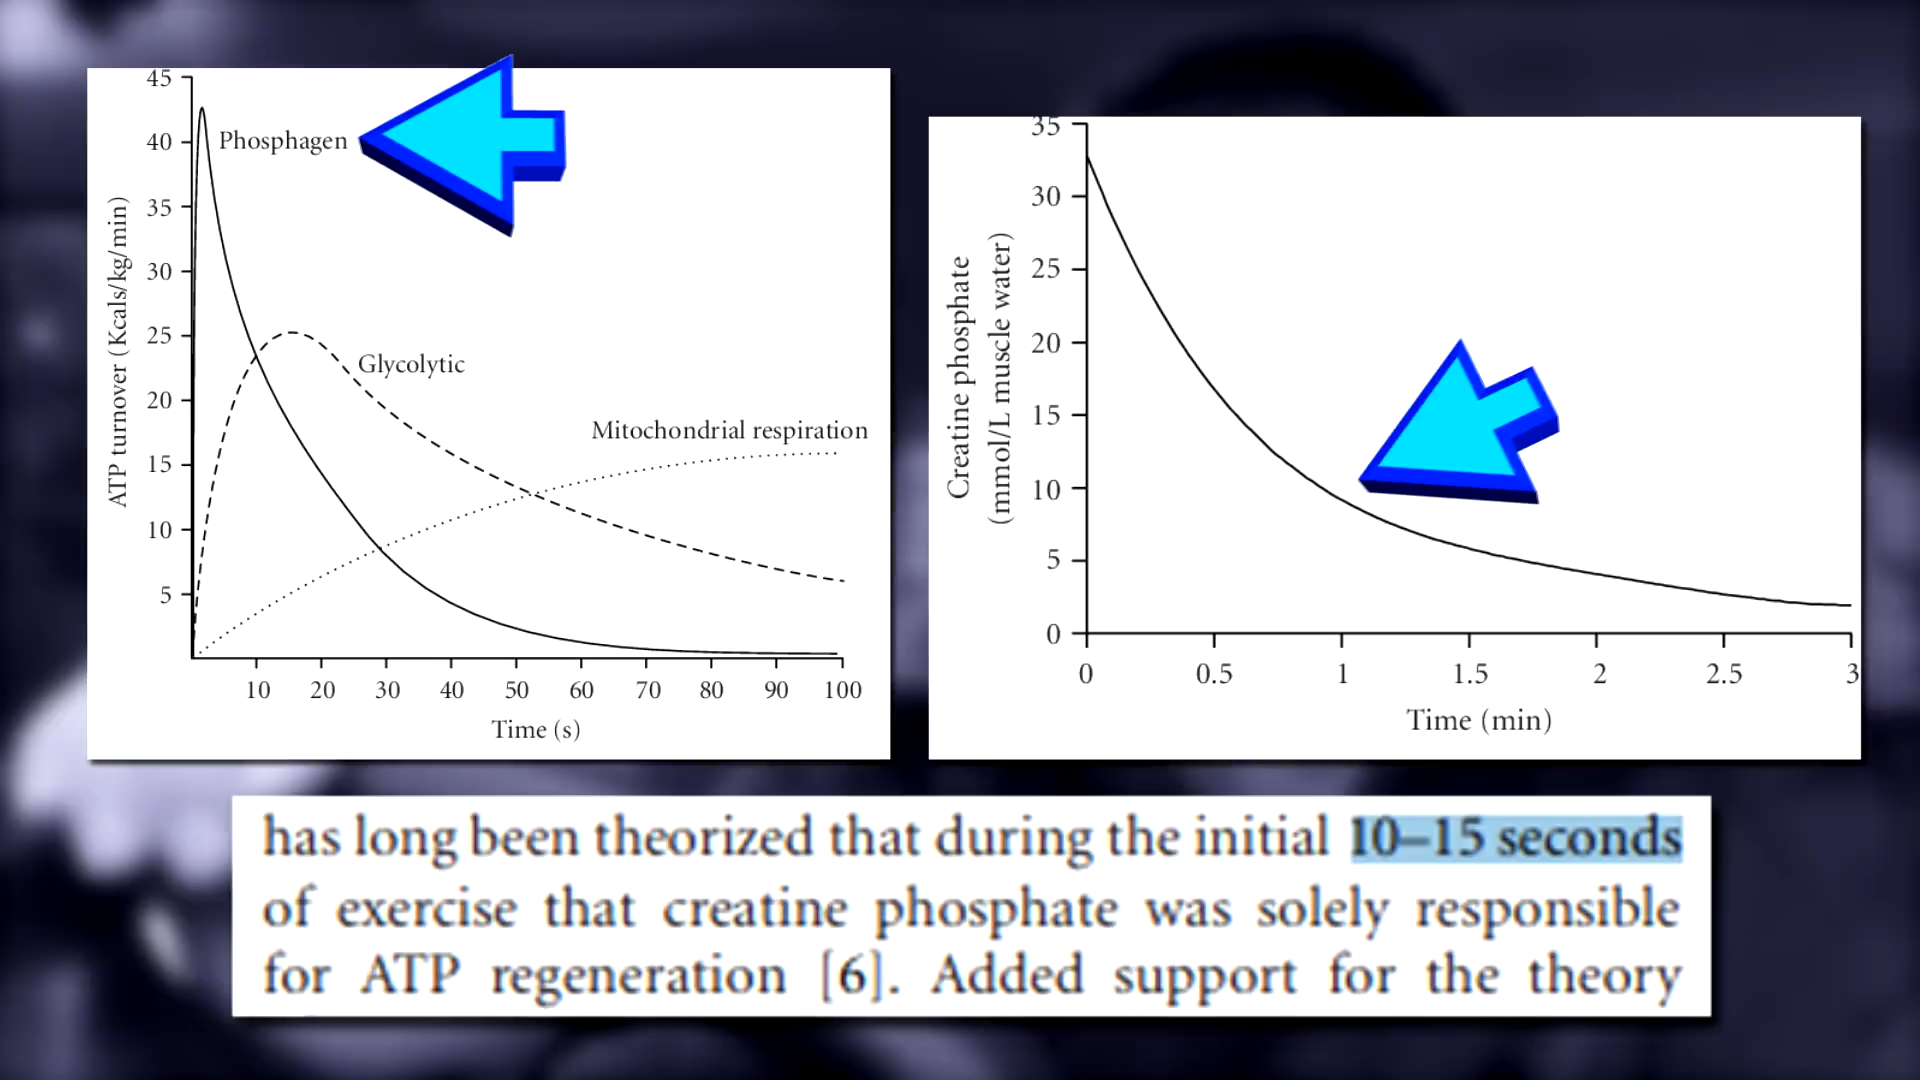 45
40
35
30
25
20
15
10
5
ATP turnover (Kcals/kg/min)
Phosphagen
Glycolytic
Mitochondrial respiration
10 20 30 40 50 60 70 80 90 100
Time (s)
35
30
25
20
15
10
5
0
Creatine phosphate
(mmol/L muscle water)
0 0.5 1 1.5 2 2.5 3
Time (min)
has long been theorized that during the initial 10–15 seconds
of exercise that creatine phosphate was solely responsible
for ATP regeneration [6]. Added support for the theory